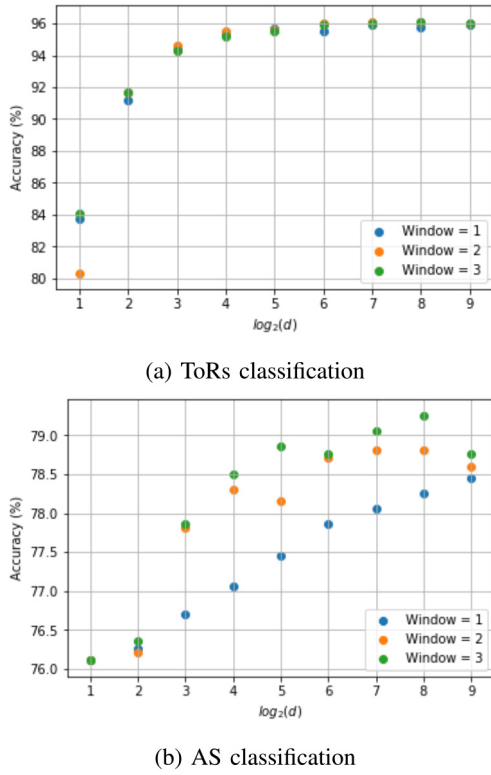 96
94
92
90
88
86
84
82
80
Accuracy (%)
Window = 1
Window = 2
Window = 3
1 2 3 4 5 6 7 8 9
log₂(d)
(a) ToRs classification
79.0
78.5
78.0
77.5
77.0
76.5
76.0
Accuracy (%)
Window = 1
Window = 2
Window = 3
1 2 3 4 5 6 7 8 9
log₂(d)
(b) AS classification